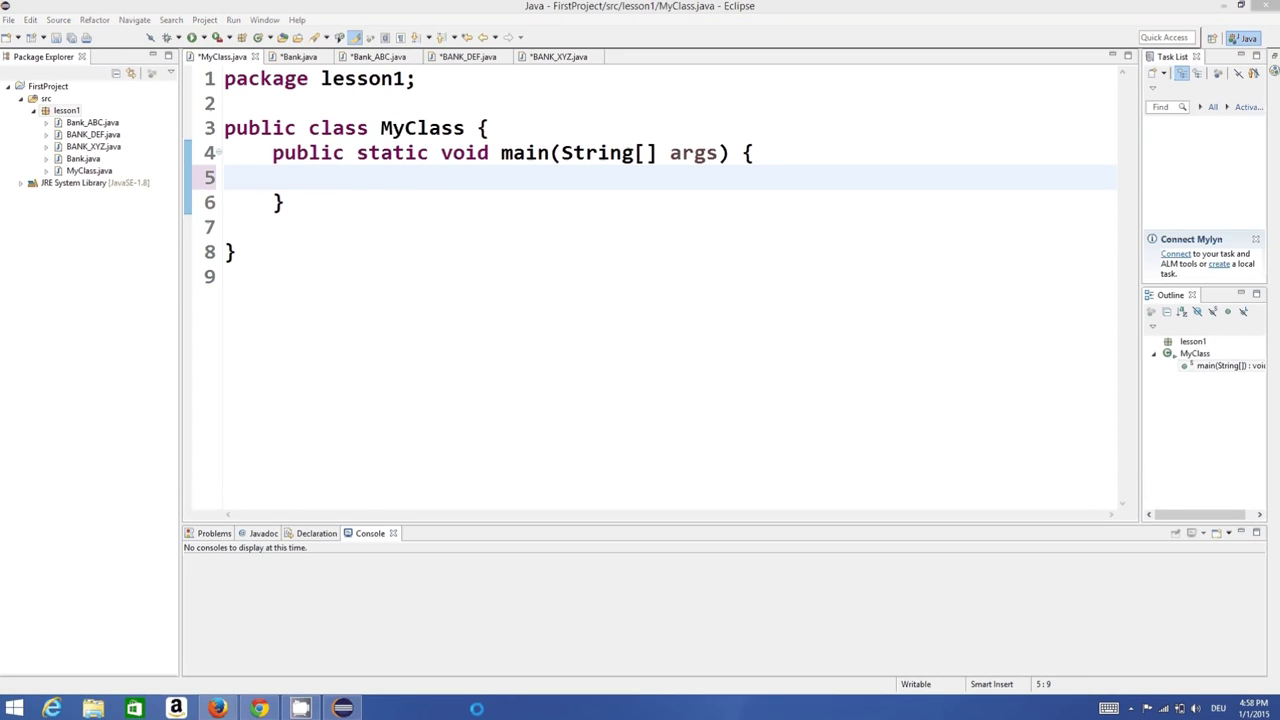 Java - FirstProject/src/lesson1/MyClass.java - Eclipse
File Edit Source Refactor Navigate Search Project Run Window Help
Quick Access Java
Package Explorer
*MyClass.java *Bank.java *Bank_ABC.java *BANK_DEF.java *BANK_XYZ.java
Task List
FirstProject
src
lesson1
Bank_ABC.java
BANK_DEF.java
BANK_XYZ.java
Bank.java
MyClass.java
JRE System Library [JavaSE-1.8]
1 package lesson1;
2
3 public class MyClass {
4 public static void main(String[] args) {
5
6 }
7
8 }
9
Find All Activa...
Connect Mylyn
Connect to your task and
ALM tools or create a local
task.
Outline
lesson1
MyClass
main(String[]) : voi
Problems Javadoc Declaration Console
No consoles to display at this time.
Writable Smart Insert 5:9
DEU 4:58 PM
1/1/2015